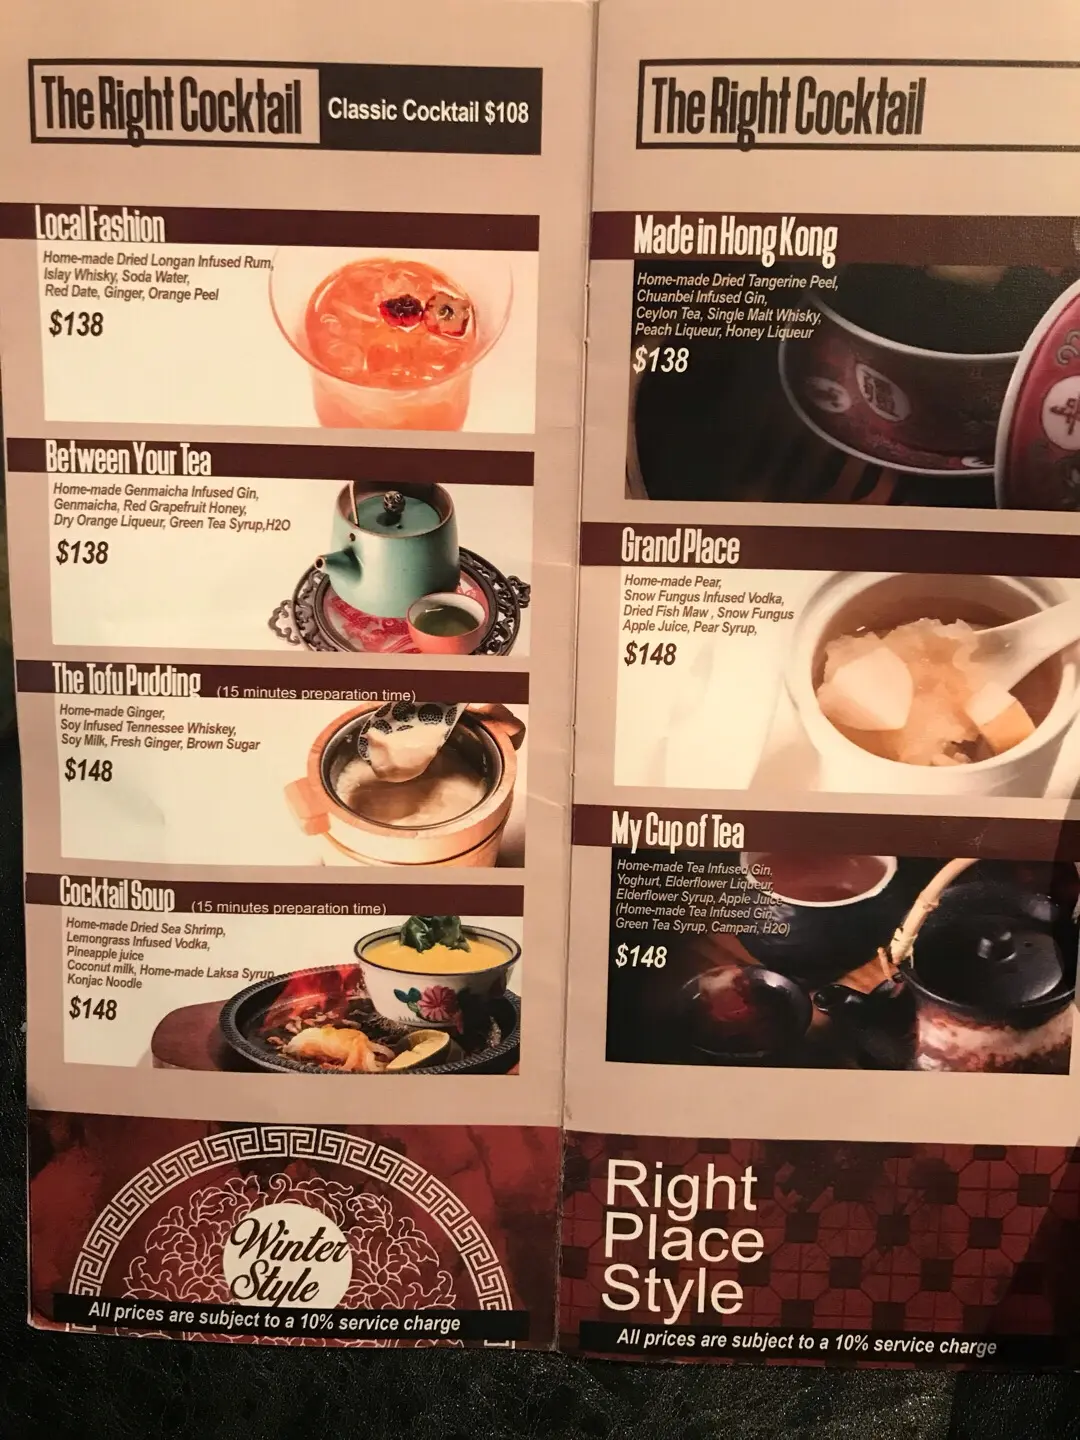 The Right Cocktail
Classic Cocktail $108
Local Fashion
Home-made Dried Longan Infused Rum,
Islay Whisky, Soda Water,
Red Date, Ginger, Orange Peel
$138
Between Your Tea
Home-made Genmaicha Infused Gin,
Genmaicha, Red Grapefruit Honey,
Dry Orange Liqueur, Green Tea Syrup,H2O
$138
The Tofu Pudding (15 minutes preparation time)
Home-made Ginger,
Soy Infused Tennessee Whiskey,
Soy Milk, Fresh Ginger, Brown Sugar
$148
Cocktail Soup (15 minutes preparation time)
Home-made Dried Sea Shrimp,
Lemongrass Infused Vodka,
Pineapple juice
Coconut milk, Home-made Laksa Syrup
Konjac Noodle
$148
Winter
Style
All prices are subject to a 10% service charge
The Right Cocktail
Made in Hong Kong
Home-made Dried Tangerine Peel,
Chuanbei Infused Gin,
Ceylon Tea, Single Malt Whisky,
Peach Liqueur, Honey Liqueur
$138
Grand Place
Home-made Pear,
Snow Fungus Infused Vodka,
Dried Fish Maw , Snow Fungus
Apple Juice, Pear Syrup,
$148
My Cup of Tea
Home-made Tea Infused Gin,
Yoghurt, Elderflower Liqueur,
Elderflower Syrup, Apple Juice
(Home-made Tea Infused Gin,
Green Tea Syrup, Campari, H2O)
$148
Right
Place
Style
All prices are subject to a 10% service charge